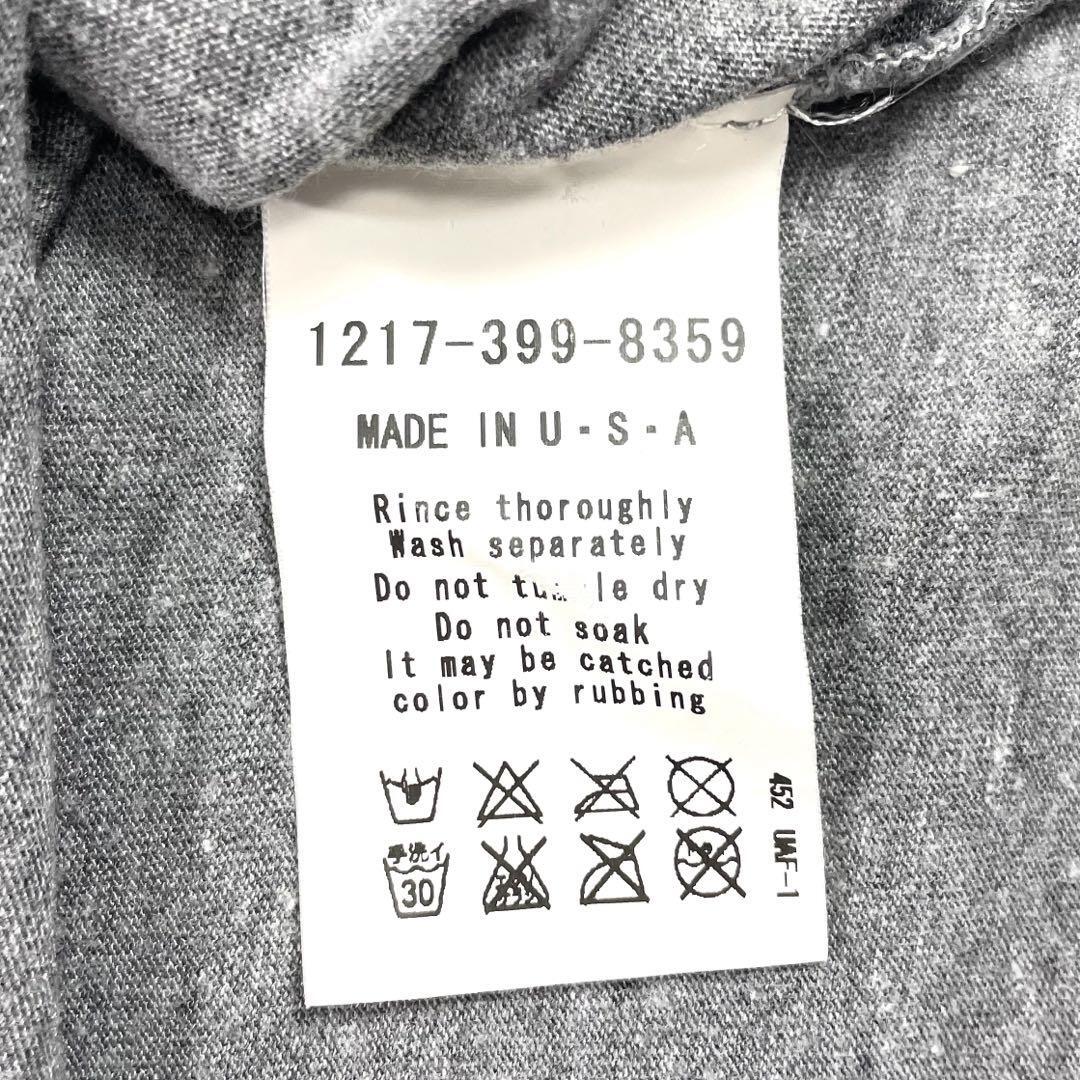 1217-399-8359
MADE IN U・S・A
Rince thoroughly
Wash separately
Do not le dry
Do not soak
It may be catched
color by rubbing
手洗イ
30
452 UAF-1